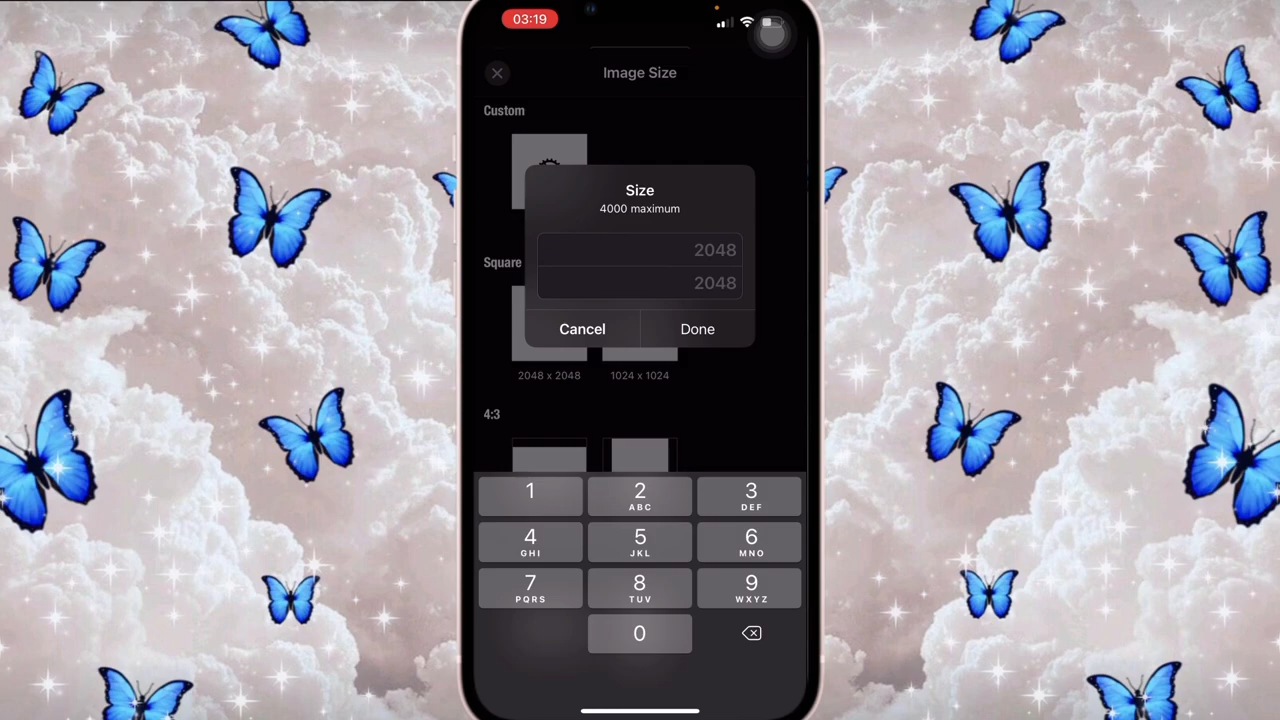 03:19
Image Size
Custom
Size
4000 maximum
2048
2048
Cancel
Done
Square
2048 x 2048
1024 x 1024
4:3
1
2
ABC
3
DEF
4
GHI
5
JKL
6
MNO
7
PQRS
8
TUV
9
WXYZ
0